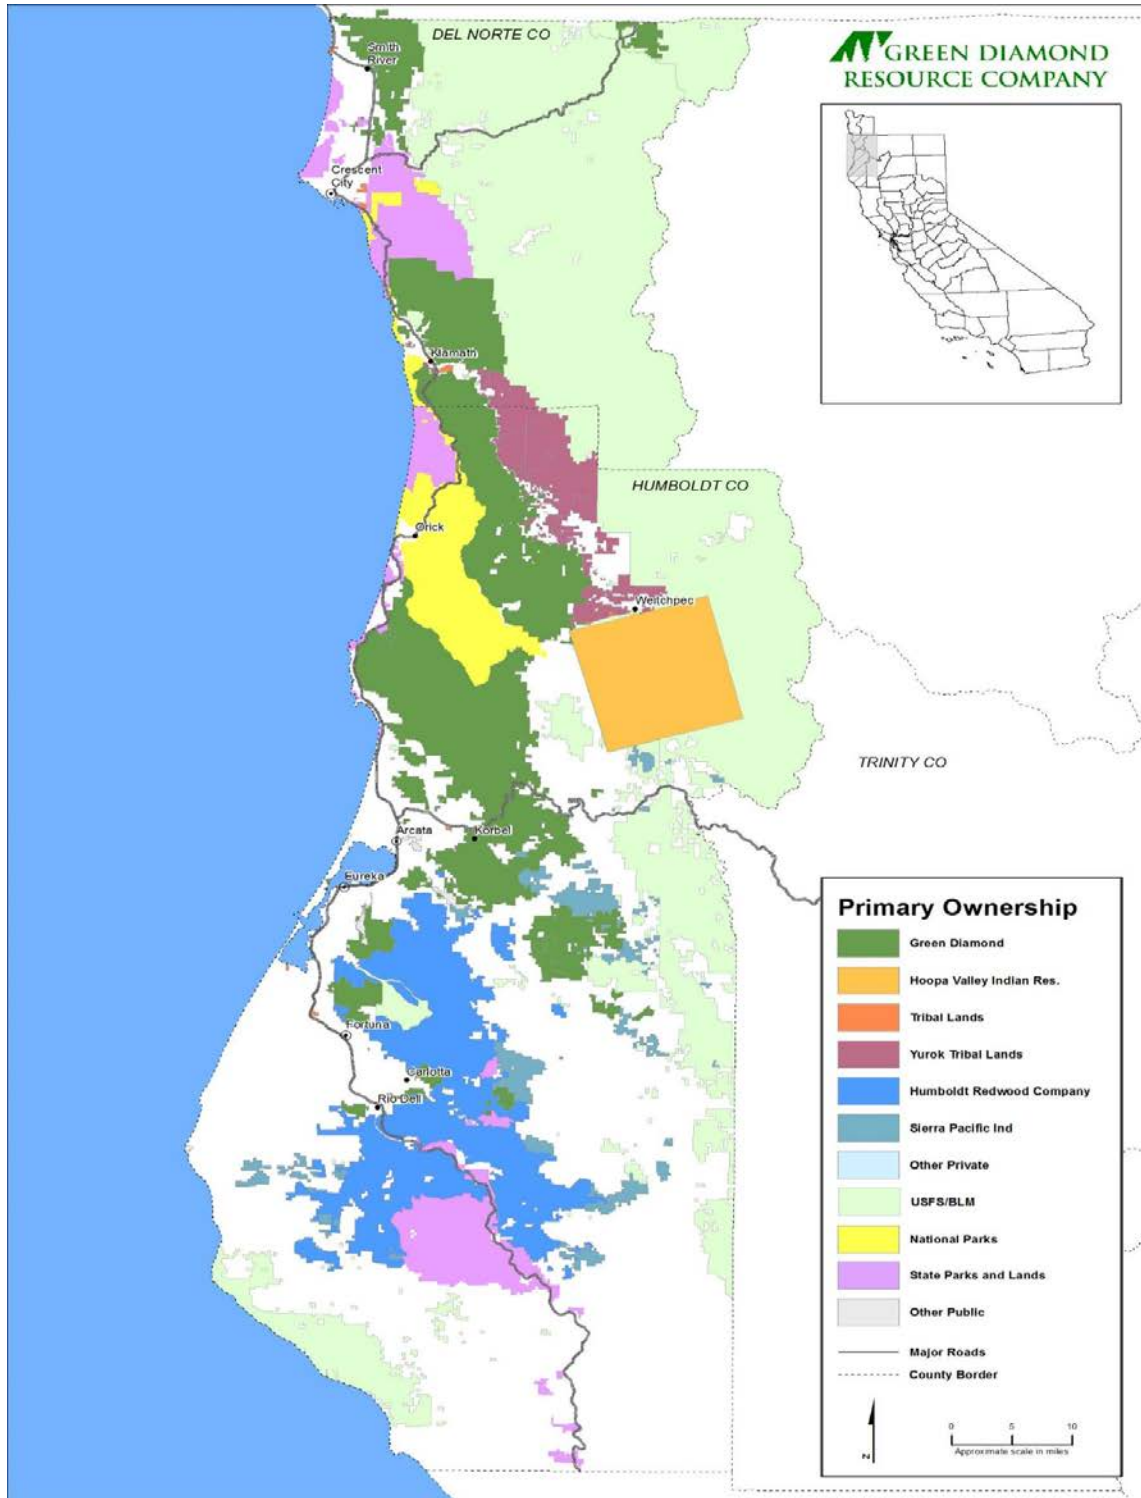 DEL NORTE CO
GREEN DIAMOND
RESOURCE COMPANY
Smith
River
Crescent
City
Klamath
HUMBOLDT CO
Orick
Weitchpec
TRINITY CO
Arcata
Korbel
Eureka
Fortuna
Carlotta
Rio Dell
Primary Ownership
Green Diamond
Hoopa Valley Indian Res.
Tribal Lands
Yurok Tribal Lands
Humboldt Redwood Company
Sierra Pacific Ind
Other Private
USFS/BLM
National Parks
State Parks and Lands
Other Public
Major Roads
County Border
0 5 10
Approximate scale in miles
N